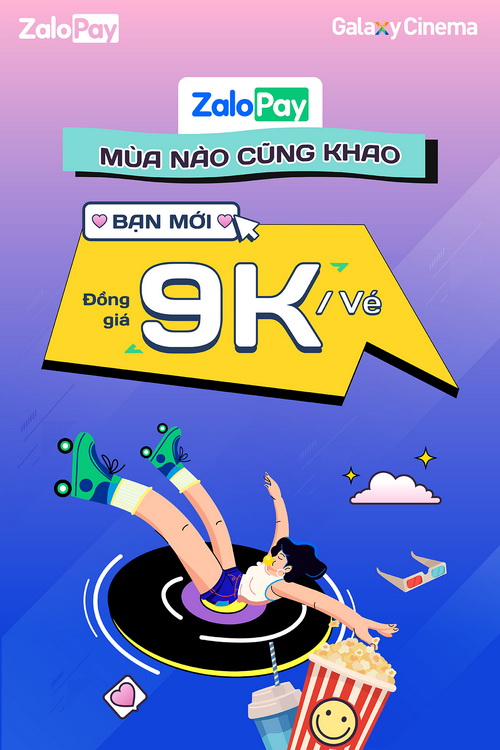 ZaloPay
Galaxy Cinema
ZaloPay
MÙA NÀO CŨNG KHAO
BẠN MỚI
Đồng giá
9K / Vé